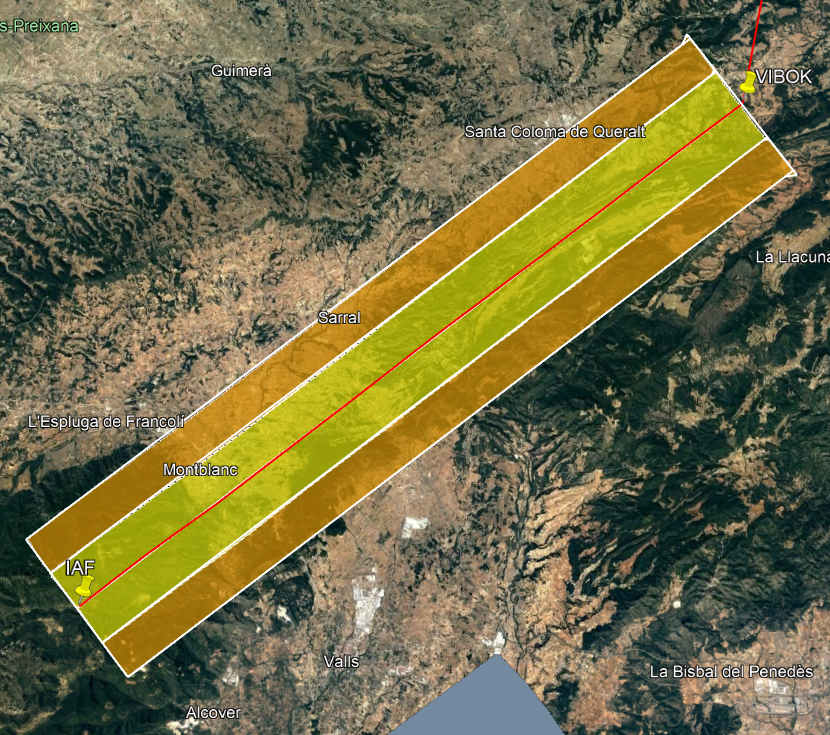 s-Preixana
Guimerà
VIBOK
Santa Coloma de Queralt
La Llacuna
Sarral
L'Espluga de Francolí
Montblanc
IAF
Valls
La Bisbal del Penedès
Alcover